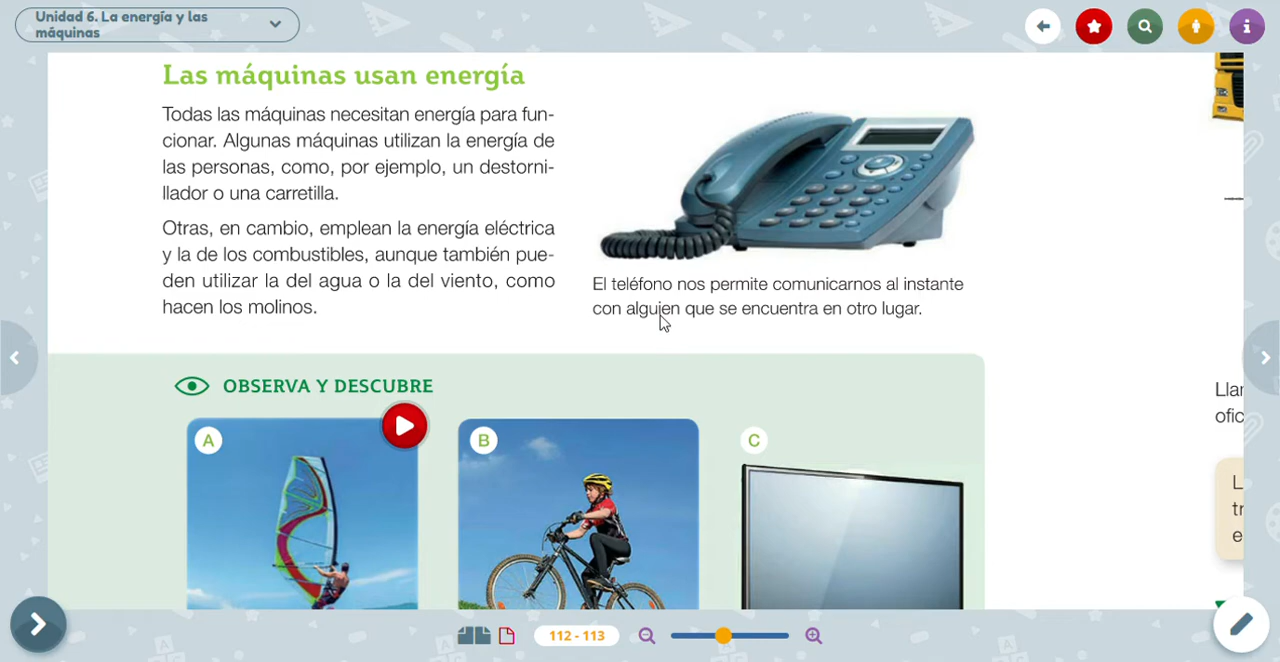 Unidad 6. La energía y las
máquinas
Las máquinas usan energía
Todas las máquinas necesitan energía para fun-
cionar. Algunas máquinas utilizan la energía de
las personas, como, por ejemplo, un destorni-
llador o una carretilla.
Otras, en cambio, emplean la energía eléctrica
y la de los combustibles, aunque también pue-
den utilizar la del agua o la del viento, como
hacen los molinos.
El teléfono nos permite comunicarnos al instante
con alguien que se encuentra en otro lugar.
OBSERVA Y DESCUBRE
A
B
C
112 - 113